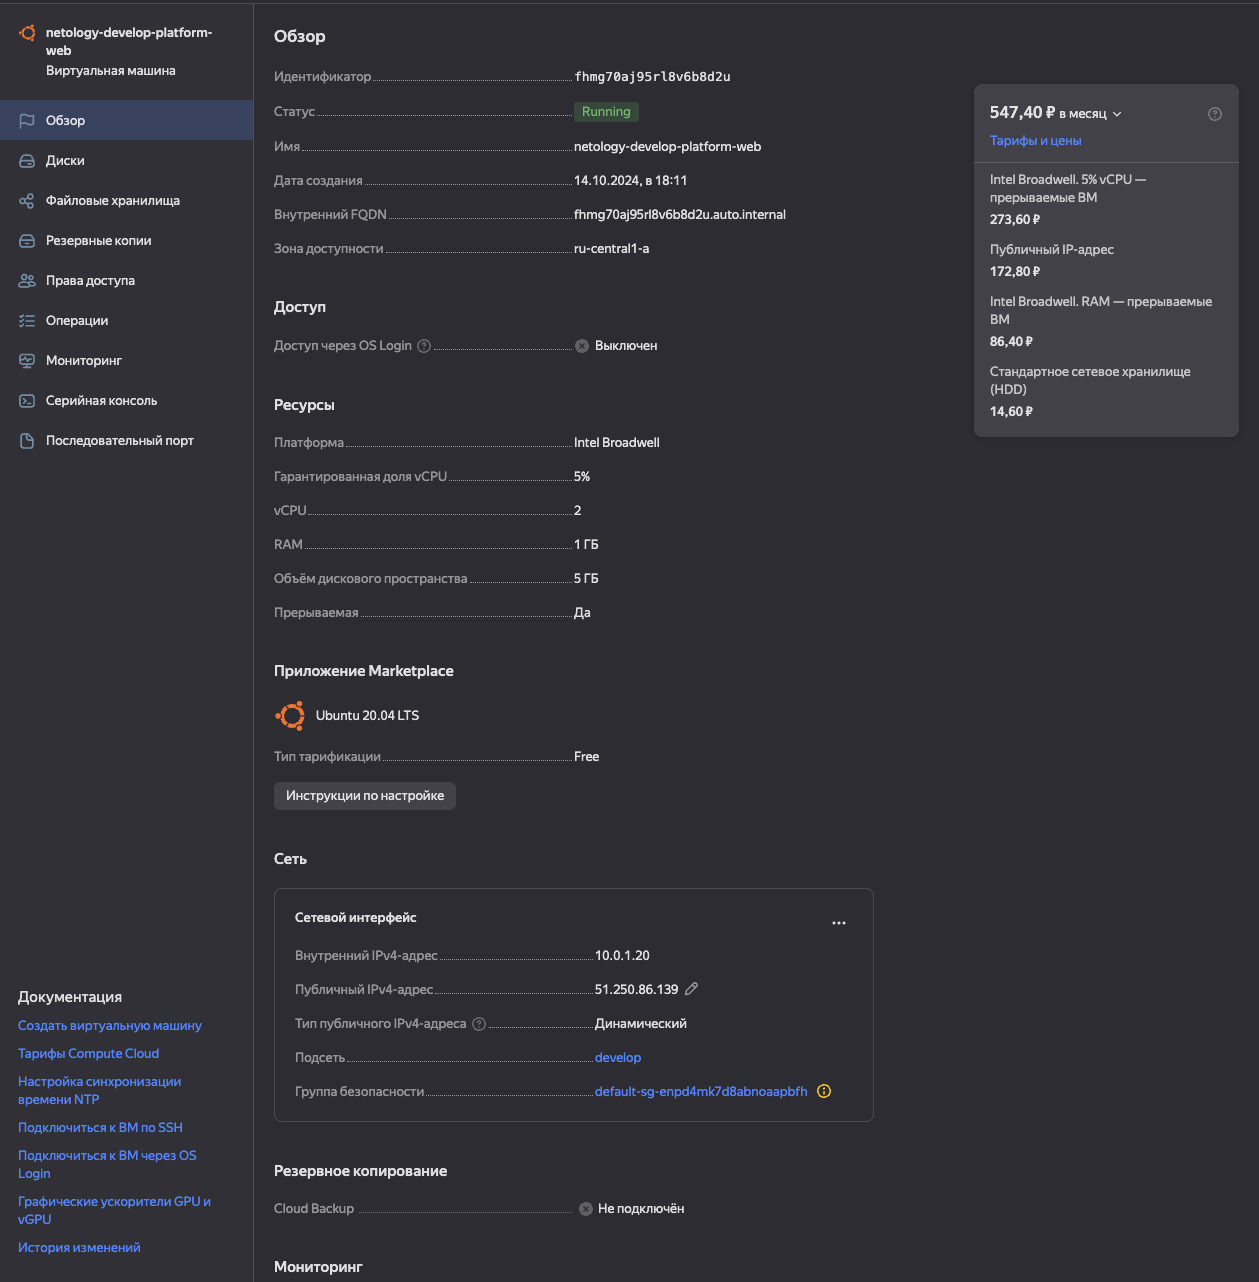 netology-develop-platform-
web
Виртуальная машина
Обзор
Диски
Файловые хранилища
Резервные копии
Права доступа
Операции
Мониторинг
Серийная консоль
Последовательный порт
Документация
Создать виртуальную машину
Тарифы Compute Cloud
Настройка синхронизации
времени NTP
Подключиться к ВМ по SSH
Подключиться к ВМ через OS
Login
Графические ускорители GPU и
vGPU
История изменений
Обзор
Идентификатор fhmg70aj95rl8v6b8d2u
Статус Running
Имя netology-develop-platform-web
Дата создания 14.10.2024, в 18:11
Внутренний FQDN fhmg70aj95rl8v6b8d2u.auto.internal
Зона доступности ru-central1-a
Доступ
Доступ через OS Login Выключен
Ресурсы
Платформа Intel Broadwell
Гарантированная доля vCPU 5%
vCPU 2
RAM 1 ГБ
Объём дискового пространства 5 ГБ
Прерываемая Да
Приложение Marketplace
Ubuntu 20.04 LTS
Тип тарификации Free
Инструкции по настройке
Сеть
Сетевой интерфейс
Внутренний IPv4-адрес 10.0.1.20
Публичный IPv4-адрес 51.250.86.139
Тип публичного IPv4-адреса Динамический
Подсеть develop
Группа безопасности default-sg-enpd4mk7d8abnoaapbfh
Резервное копирование
Cloud Backup Не подключён
Мониторинг
547,40 ₽ в месяц
Тарифы и цены
Intel Broadwell. 5% vCPU —
прерываемые ВМ
273,60 ₽
Публичный IP-адрес
172,80 ₽
Intel Broadwell. RAM — прерываемые
ВМ
86,40 ₽
Стандартное сетевое хранилище
(HDD)
14,60 ₽